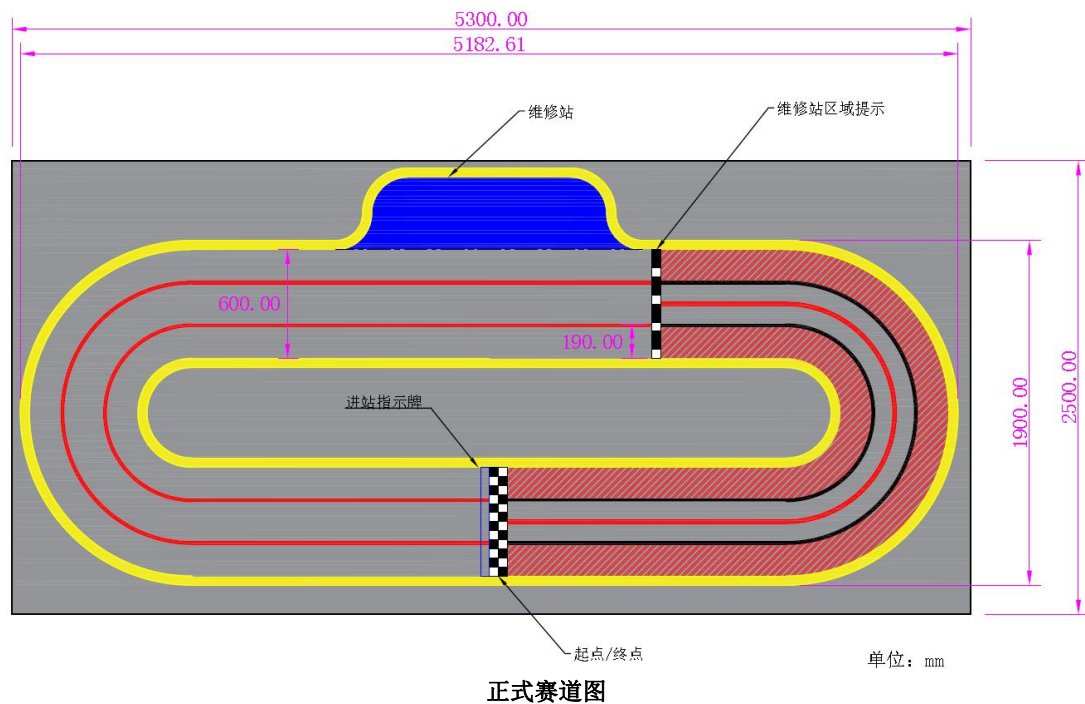 5300.00
5182.61
维修站
维修站区域提示
600.00
190.00
进站指示牌
1900.00
2500.00
起点/终点
单位：mm
正式赛道图